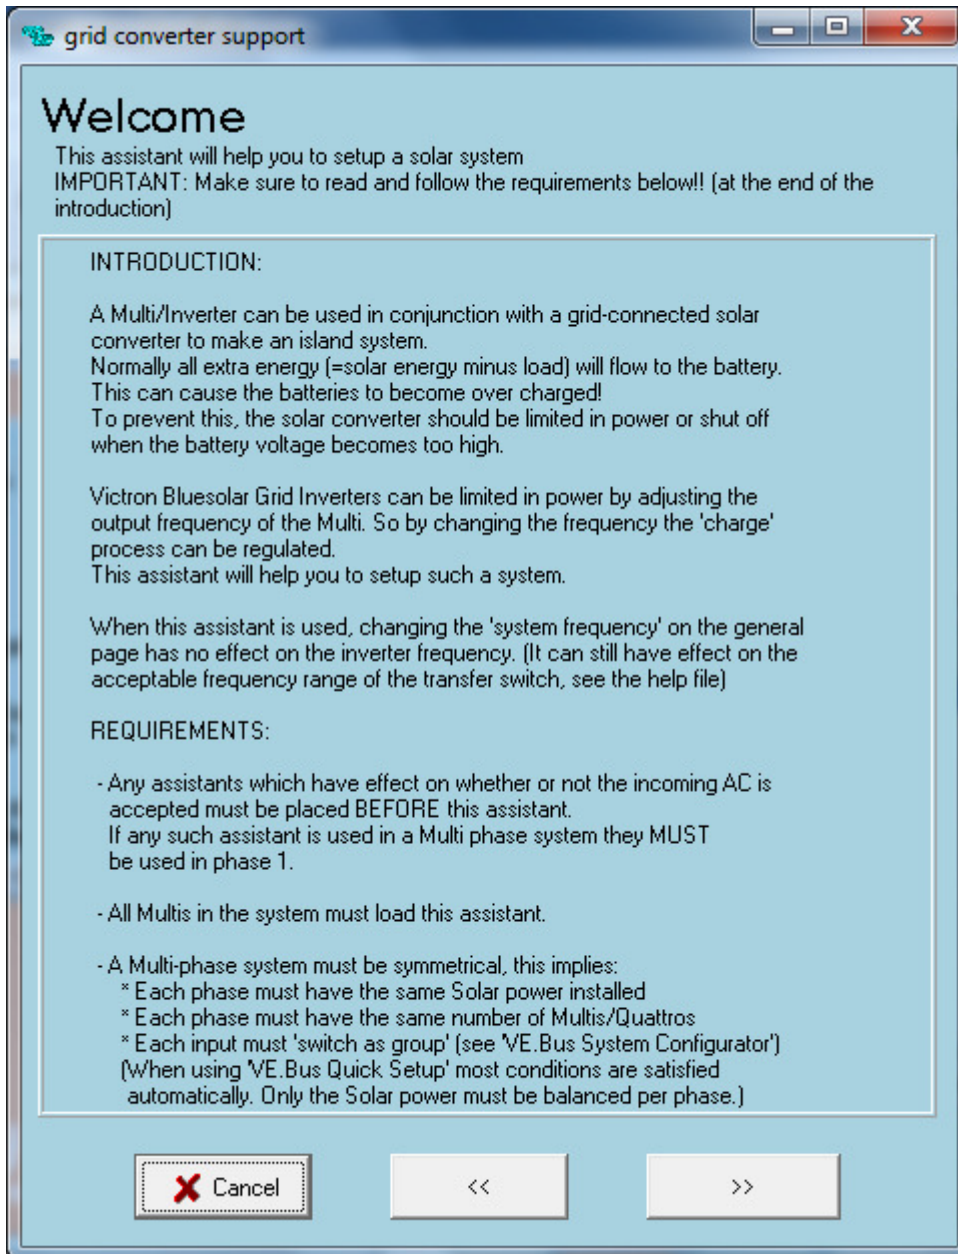 grid converter support
Welcome
This assistant will help you to setup a solar system
IMPORTANT: Make sure to read and follow the requirements below!! (at the end of the
introduction)
INTRODUCTION:
A Multi/Inverter can be used in conjunction with a grid-connected solar
converter to make an island system.
Normally all extra energy (=solar energy minus load) will flow to the battery.
This can cause the batteries to become over charged!
To prevent this, the solar converter should be limited in power or shut off
when the battery voltage becomes too high.
Victron Bluesolar Grid Inverters can be limited in power by adjusting the
output frequency of the Multi. So by changing the frequency the 'charge'
process can be regulated.
This assistant will help you to setup such a system.
When this assistant is used, changing the 'system frequency' on the general
page has no effect on the inverter frequency. (It can still have effect on the
acceptable frequency range of the transfer switch, see the help file)
REQUIREMENTS:
- Any assistants which have effect on whether or not the incoming AC is
accepted must be placed BEFORE this assistant.
If any such assistant is used in a Multi phase system they MUST
be used in phase 1.
- All Multis in the system must load this assistant.
- A Multi-phase system must be symmetrical, this implies:
* Each phase must have the same Solar power installed
* Each phase must have the same number of Multis/Quattros
* Each input must 'switch as group' (see 'VE.Bus System Configurator')
(When using 'VE.Bus Quick Setup' most conditions are satisfied
automatically. Only the Solar power must be balanced per phase.)
Cancel
<<
>>